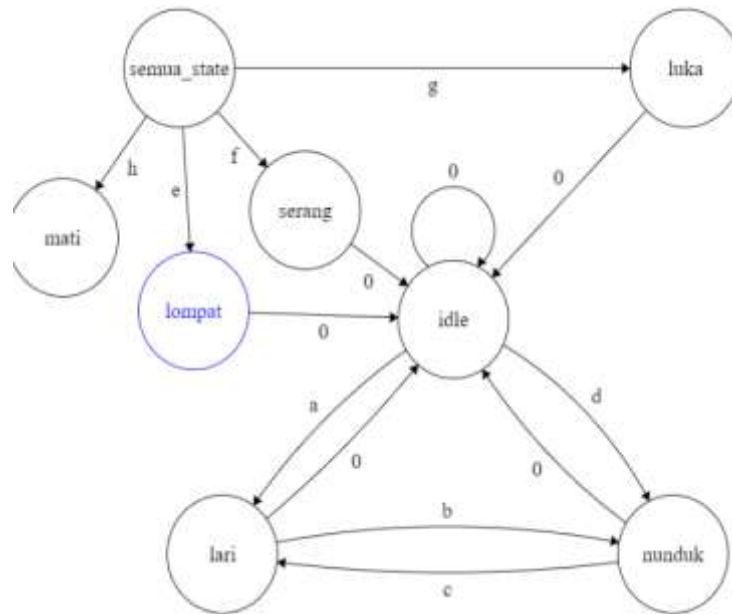 semua_state
luka
g
h
e
f
0
0
serang
mati
0
lompat
0
idle
a
d
0
0
b
lari
nunduk
c